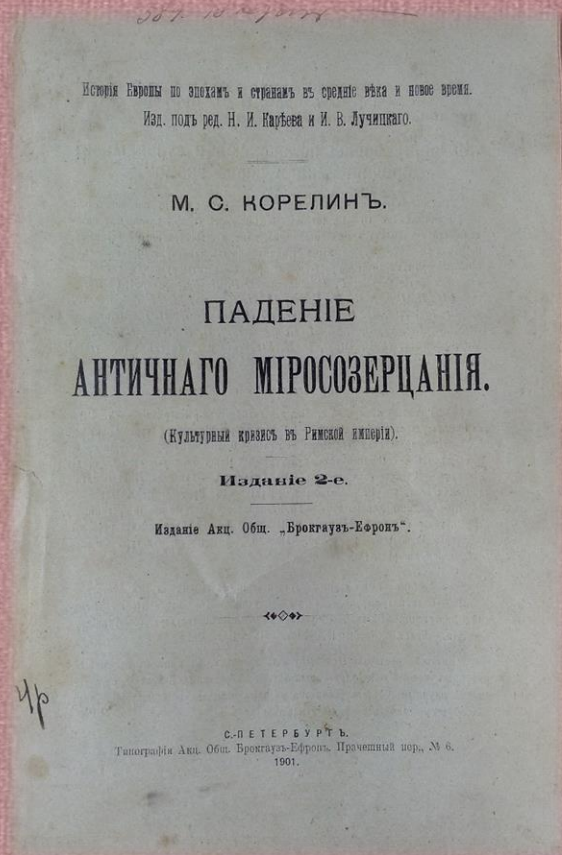 Исторія Европы по эпохамъ и странамъ въ средніе вѣка и новое время.
Изд. подъ ред. Н. И. Карѣева и И. В. Лучицкаго.
М. С. КОРЕЛИНЪ.
ПАДЕНІЕ
АНТИЧНАГО МІРОСОЗЕРЦАНІЯ.
(Культурный кризисъ въ Римской имперіи).
Изданіе 2-е.
Изданіе Акц. Общ. „Брокгаузъ-Ефронъ“.
С.-ПЕТЕРБУРГЪ.
Типографія Акц. Общ. Брокгаузъ-Ефронъ. Прачешный пер., № 6.
1901.